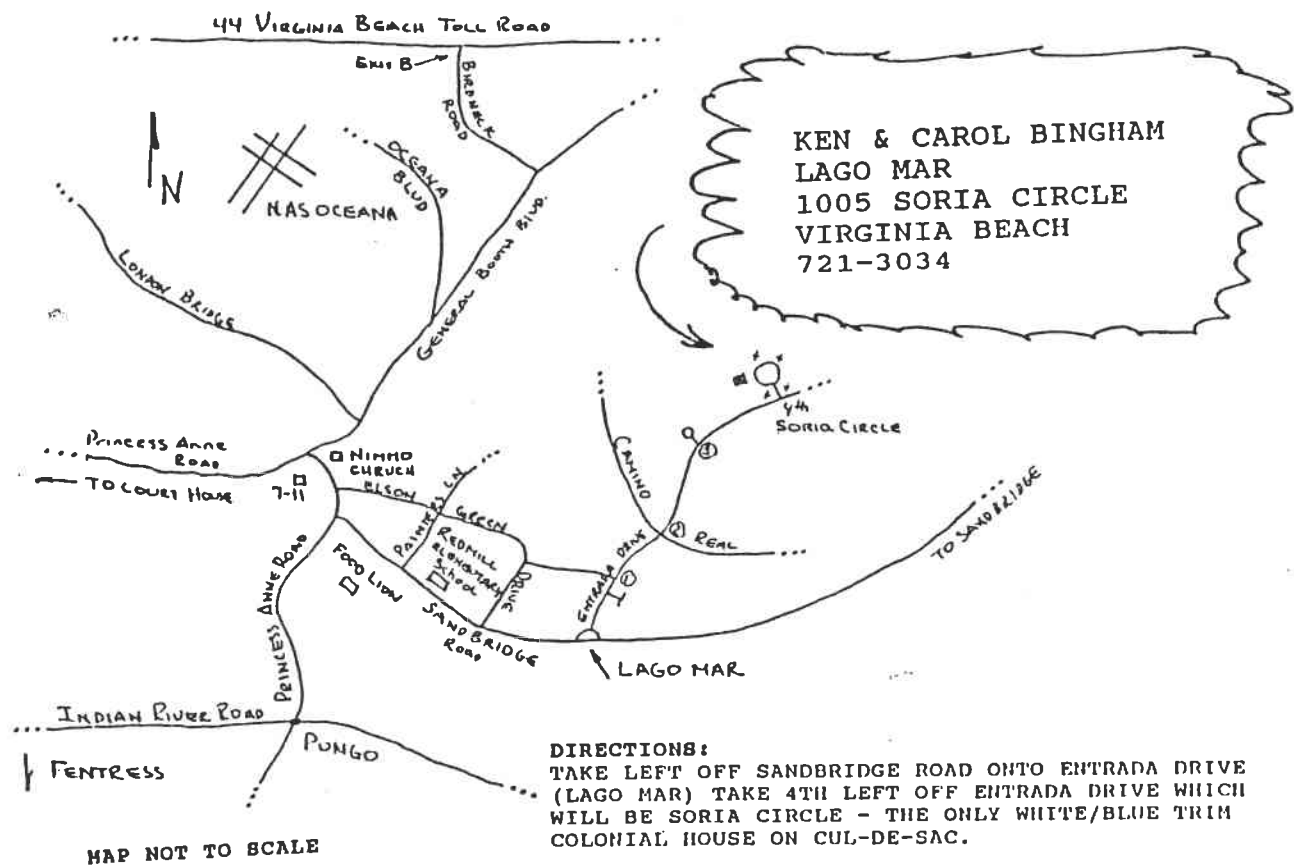 44 VIRGINIA BEACH TOLL ROAD
EXIT B
BIRDNECK
ROAD
KEN & CAROL BINGHAM
LAGO MAR
1005 SORIA CIRCLE
VIRGINIA BEACH
721-3034
N
NAS OCEANA
OCEANA
BLVD
LONDON BRIDGE
GENERAL BOOTH BLVD.
PRINCESS ANNE
ROAD
TO COURT HOUSE
7-11
NIMMO
CHRUCH
ELSON
GREEN
DRIVE
PAINTERS LN
REDMILL
ELEMENTARY
SCHOOL
FOOD LION
SANDBRIDGE
ROAD
CAMINO
REAL
ENTRADA DRIVE
1
2
3
4th
SORIA CIRCLE
TO SANDBRIDGE
LAGO MAR
PRINCESS ANNE ROAD
INDIAN RIVER ROAD
PUNGO
FENTRESS
DIRECTIONS:
TAKE LEFT OFF SANDBRIDGE ROAD ONTO ENTRADA DRIVE
(LAGO MAR) TAKE 4TH LEFT OFF ENTRADA DRIVE WHICH
WILL BE SORIA CIRCLE - THE ONLY WHITE/BLUE TRIM
COLONIAL HOUSE ON CUL-DE-SAC.
MAP NOT TO SCALE